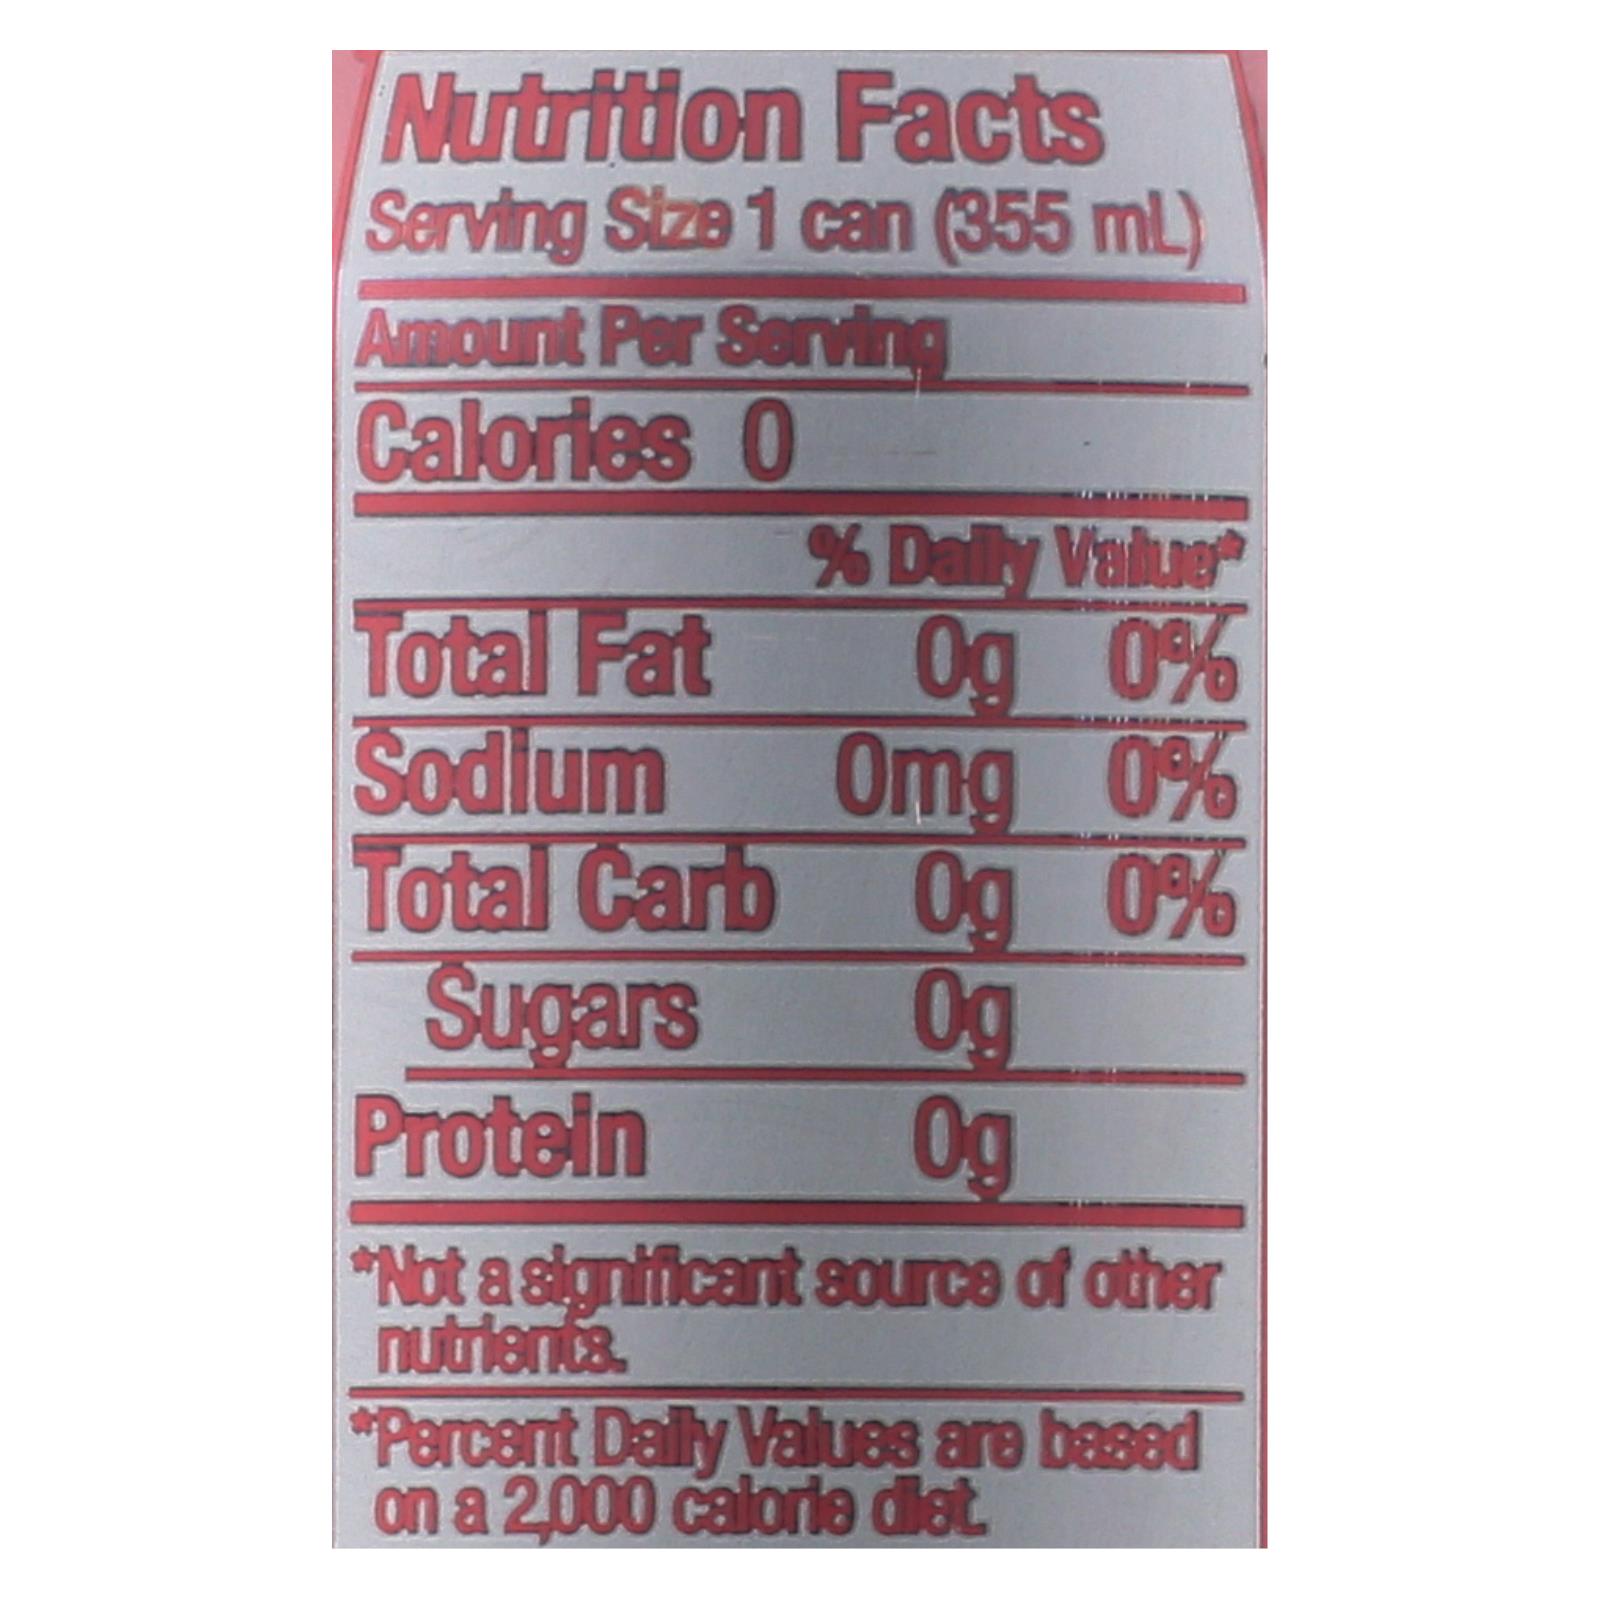 Nutrition Facts
Serving Size 1 can (355 mL)
Amount Per Serving
Calories 0
% Daily Value*
Total Fat 0g 0%
Sodium 0mg 0%
Total Carb 0g 0%
Sugars 0g
Protein 0g
*Not a significant source of other
nutrients.
*Percent Daily Values are based
on a 2,000 calorie diet.